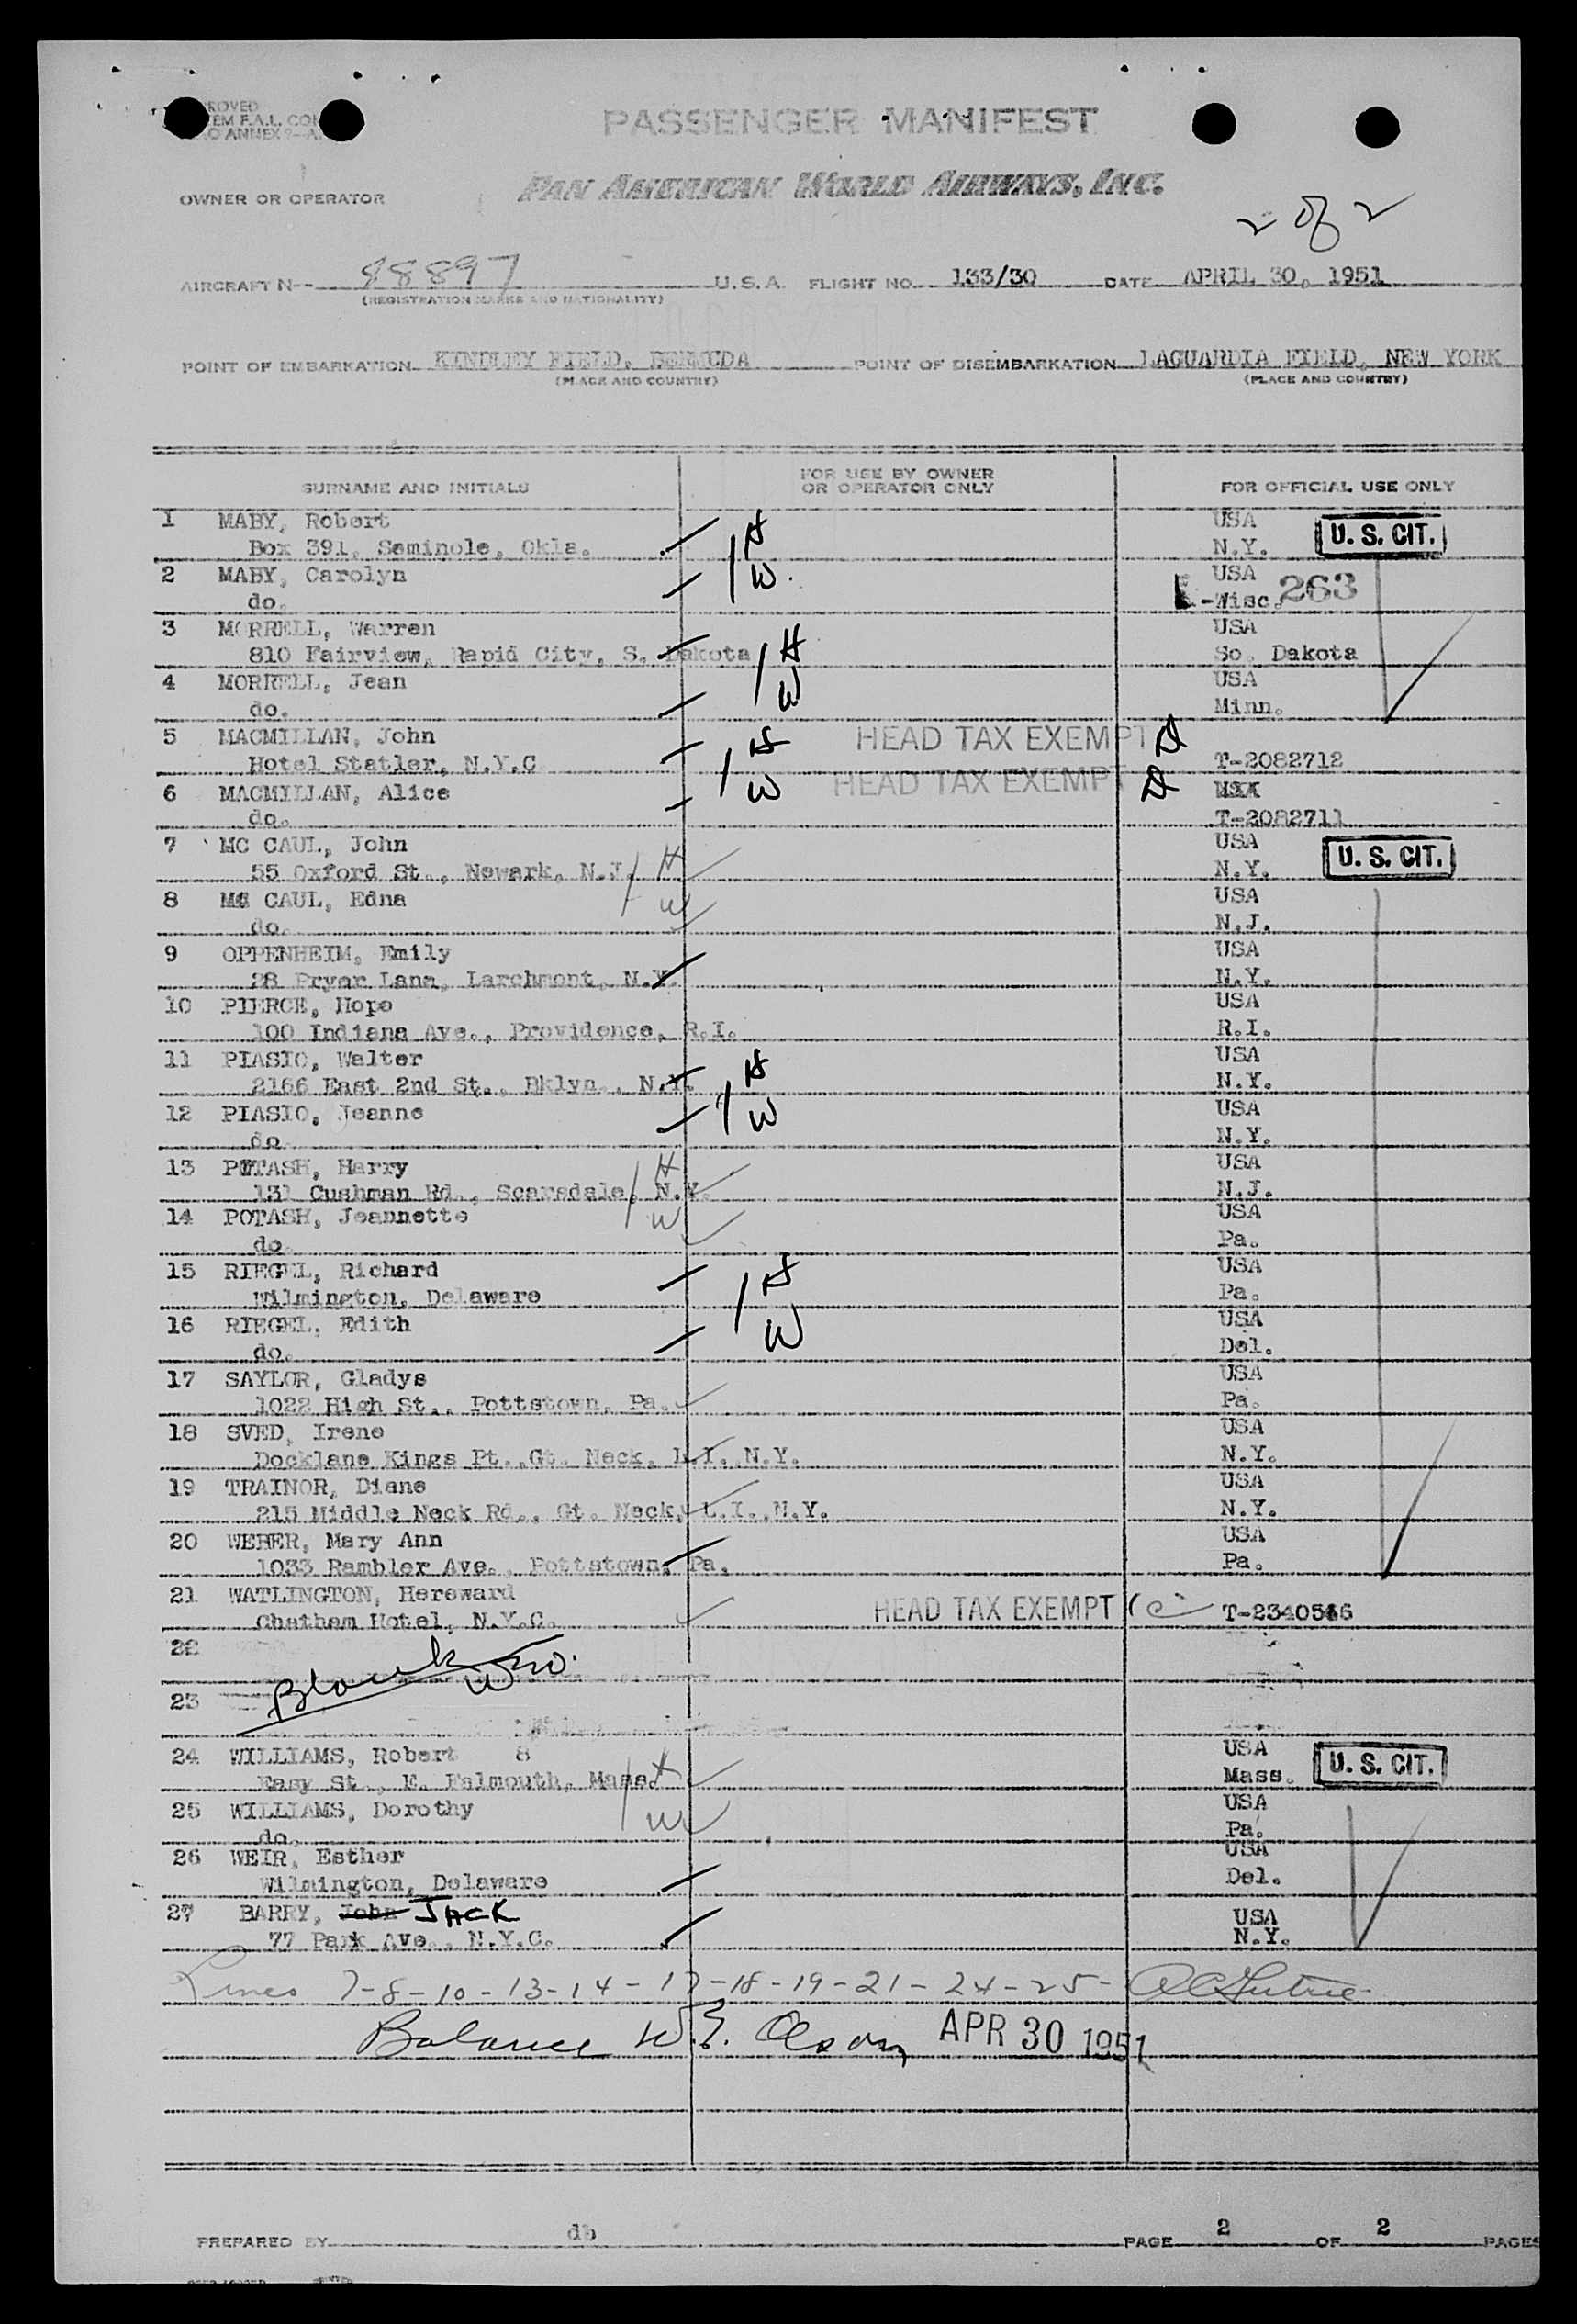 PASSENGER MANIFEST
OWNER OR OPERATOR PAN AMERICAN WORLD AIRWAYS, INC.
2 of 2
AIRCRAFT N-- 88897 U.S.A. FLIGHT NO. 133/30 DATE APRIL 30, 1951
(REGISTRATION MARKS AND NATIONALITY)
POINT OF EMBARKATION KINDLEY FIELD, BERMUDA POINT OF DISEMBARKATION LAGUARDIA FIELD, NEW YORK
(PLACE AND COUNTRY) (PLACE AND COUNTRY)
SURNAME AND INITIALS FOR USE BY OWNER OR OPERATOR ONLY FOR OFFICIAL USE ONLY
1 MABY, Robert H USA U. S. CIT.
Box 391, Seminole, Okla. N.Y.
2 MABY, Carolyn W. USA
do. -Wisc. 263
3 MORRELL, Warren H USA
810 Fairview, Rapid City, S. Dakota So. Dakota
4 MORRELL, Jean W USA
do. Minn.
5 MACMILLAN, John H HEAD TAX EXEMPT
Hotel Statler, N.Y.C T-2082712
6 MACMILLAN, Alice W HEAD TAX EXEMPT
do. T-2082711
7 MC CAUL, John H USA U. S. CIT.
55 Oxford St., Newark, N.J. N.Y.
8 MC CAUL, Edna W USA
do. N.J.
9 OPPENHEIM, Emily USA
28 Pryer Lane, Larchmont, N.Y. N.Y.
10 PIERCE, Hope USA
100 Indiana Ave., Providence, R.I. R.I.
11 PIASIO, Walter H USA
2166 East 2nd St., Bklyn., N.Y. N.Y.
12 PIASIO, Jeanne W USA
do N.Y.
13 POTASH, Harry H USA
131 Cushman Rd., Scarsdale, N.Y. N.J.
14 POTASH, Jeannette W USA
do Pa.
15 RIEGEL, Richard H USA
Wilmington, Delaware Pa.
16 RIEGEL, Edith W USA
do. Del.
17 SAYLOR, Gladys USA
1022 High St., Pottstown, Pa. Pa.
18 SVED, Irene USA
Docklane Kings Pt., Gt. Neck, L.I. N.Y. N.Y.
19 TRAINOR, Diane USA
215 Middle Neck Rd., Gt. Neck, L.I., N.Y. N.Y.
20 WEBER, Mary Ann USA
1033 Rambler Ave., Pottstown, Pa. Pa.
21 WATLINGTON, Hereward HEAD TAX EXEMPT
Chatham Hotel, N.Y.C. T-2340516
22
Blank
23
24 WILLIAMS, Robert 8 H USA U. S. CIT.
Easy St., E. Falmouth, Mass. Mass.
25 WILLIAMS, Dorothy W USA
do. Pa.
26 WEIR, Esther USA
Wilmington, Delaware Del.
27 BARRY, John JACK USA
77 Park Ave., N.Y.C. N.Y.
Lines 7-8-10-13-14-17-18-19-21-24-25-
Balance W.E. Olson APR 30 1951
PREPARED BY db PAGE 2 OF 2 PAGES